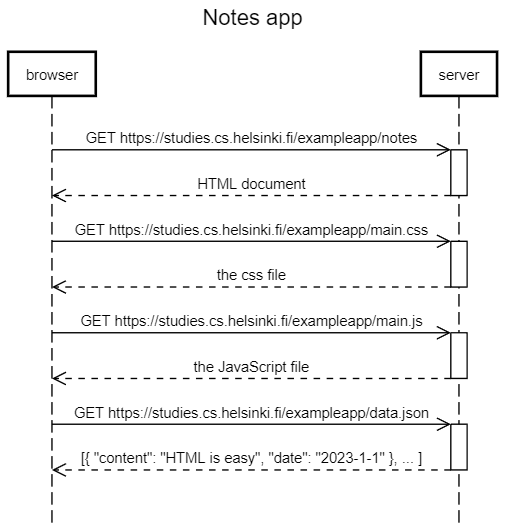 Notes app
browser
server
GET https://studies.cs.helsinki.fi/exampleapp/notes
HTML document
GET https://studies.cs.helsinki.fi/exampleapp/main.css
the css file
GET https://studies.cs.helsinki.fi/exampleapp/main.js
the JavaScript file
GET https://studies.cs.helsinki.fi/exampleapp/data.json
[{ "content": "HTML is easy", "date": "2023-1-1" }, ... ]